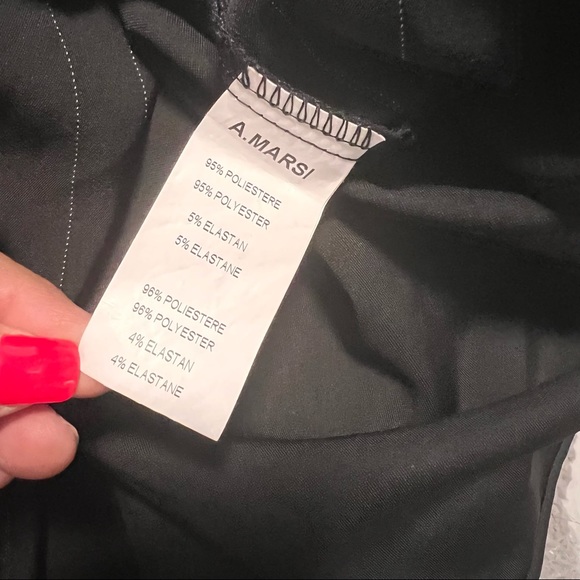 A.MARSI
95% POLIESTERE
95% POLYESTER
5% ELASTAN
5% ELASTANE
96% POLIESTERE
96% POLYESTER
4% ELASTAN
4% ELASTANE